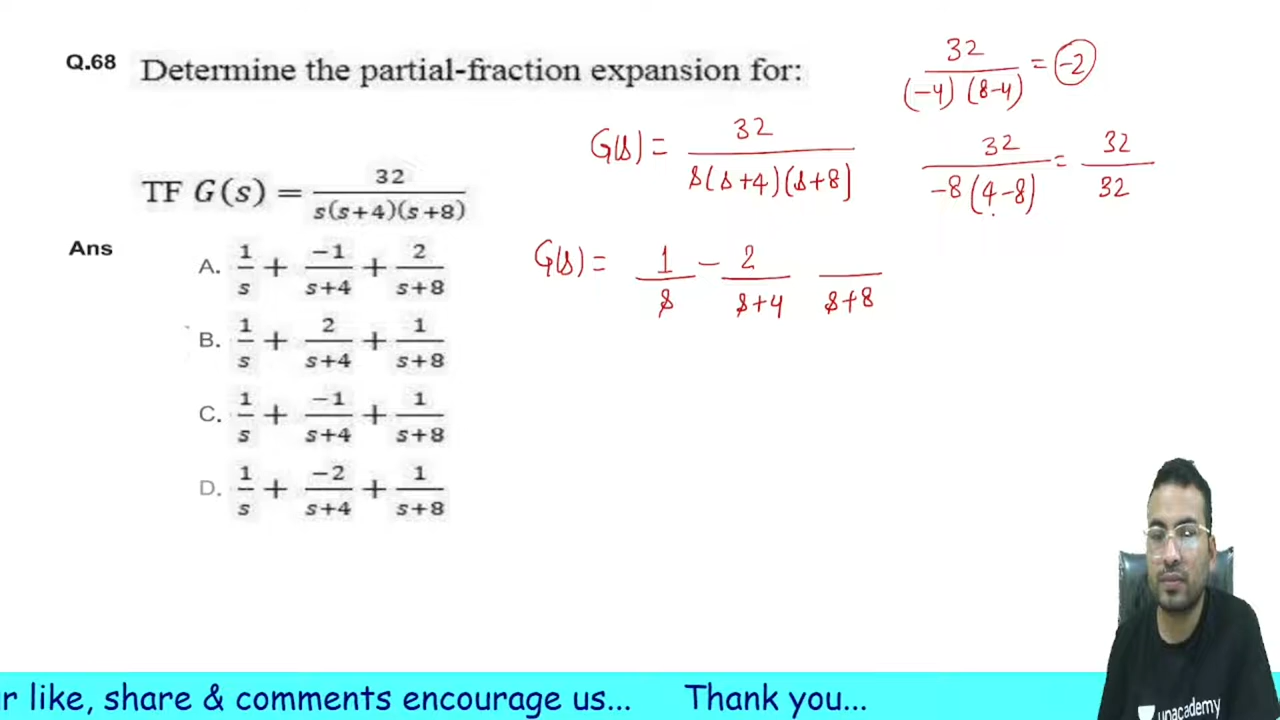 Q.68 Determine the partial-fraction expansion for:
TF G(s) = 32 / s(s+4)(s+8)
Ans
A. 1/s + -1/s+4 + 2/s+8
B. 1/s + 2/s+4 + 1/s+8
C. 1/s + -1/s+4 + 1/s+8
D. 1/s + -2/s+4 + 1/s+8
G(s) = 32 / s(s+4)(s+8)
G(s) = 1/s - 2/s+4 /s+8
32 / (-4)(8-4) = -2
32 / -8(4-8) = 32 / 32
unacademy
r like, share & comments encourage us... Thank you...